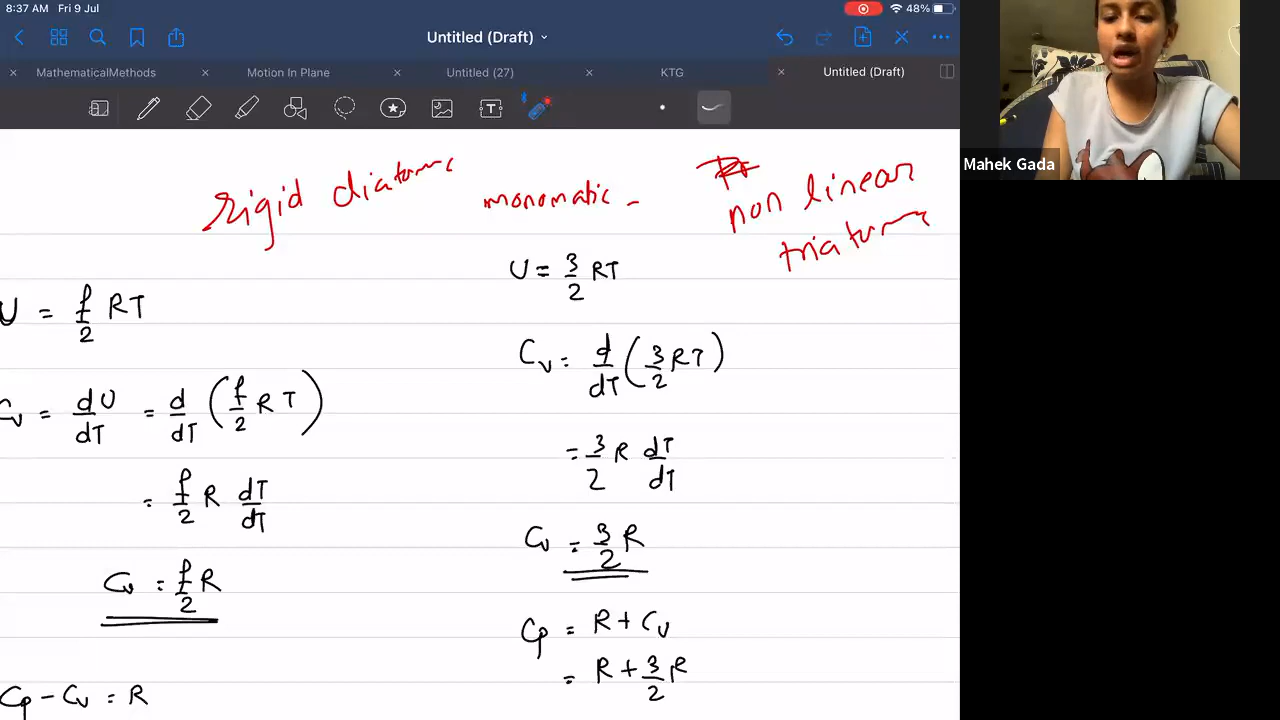 8:37 AM Fri 9 Jul
48%
Untitled (Draft)
MathematicalMethods
Motion In Plane
Untitled (27)
KTG
Untitled (Draft)
Mahek Gada
rigid diatomic
monomatic -
non linear
triatomic
U = f/2 RT
Cv = dU/dT = d/dT (f/2 RT)
= f/2 R dT/dT
Cv = f/2 R
Cp - Cv = R
U = 3/2 RT
Cv = d/dT (3/2 RT)
= 3/2 R dT/dT
Cv = 3/2 R
Cp = R + Cv
= R + 3/2 R